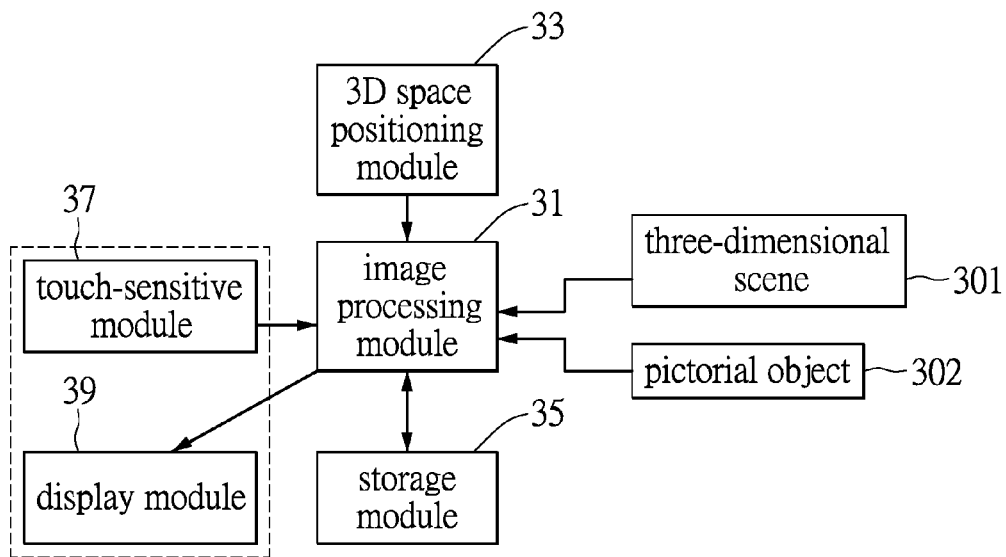 33
3D space
positioning
module
37
31
touch-sensitive
module
image
processing
module
three-dimensional
scene
301
pictorial object
302
39
35
display module
storage
module